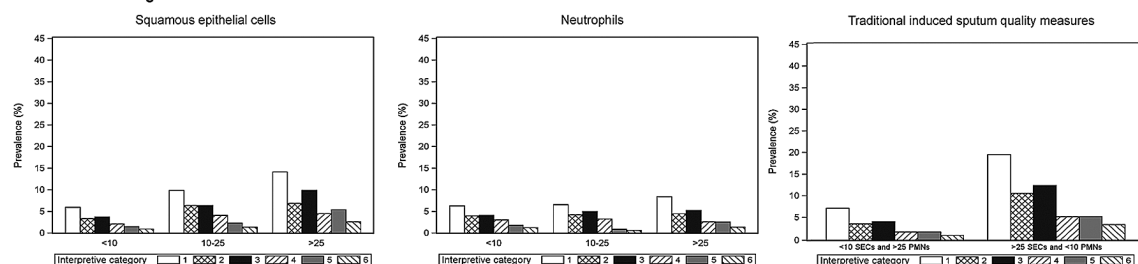 Squamous epithelial cells
Prevalence (%)
45
40
35
30
25
20
15
10
5
0
<10 10-25 >25
Interpretive category 1 2 3 4 5 6
Neutrophils
Prevalence (%)
45
40
35
30
25
20
15
10
5
0
<10 10-25 >25
Interpretive category 1 2 3 4 5 6
Traditional induced sputum quality measures
Prevalence (%)
45
40
35
30
25
20
15
10
5
0
<10 SECs and >25 PMNs >25 SECs and <10 PMNs
Interpretive category 1 2 3 4 5 6